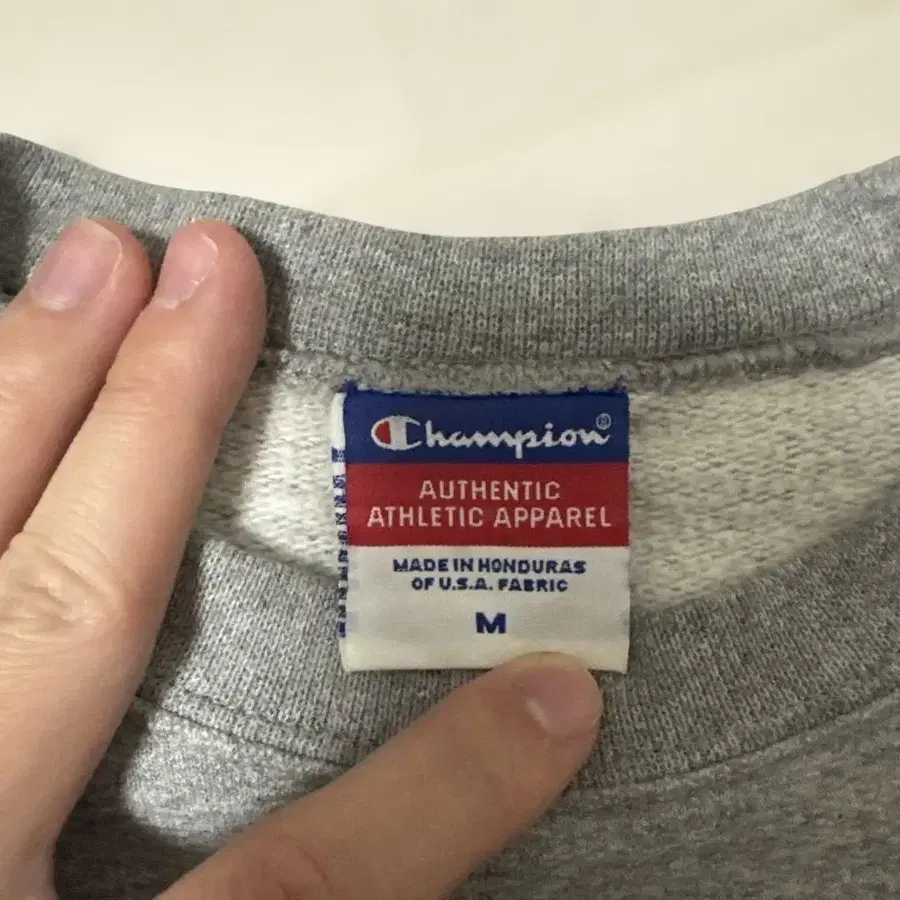 Champion®
AUTHENTIC
ATHLETIC APPAREL
MADE IN HONDURAS
OF U.S.A. FABRIC
M